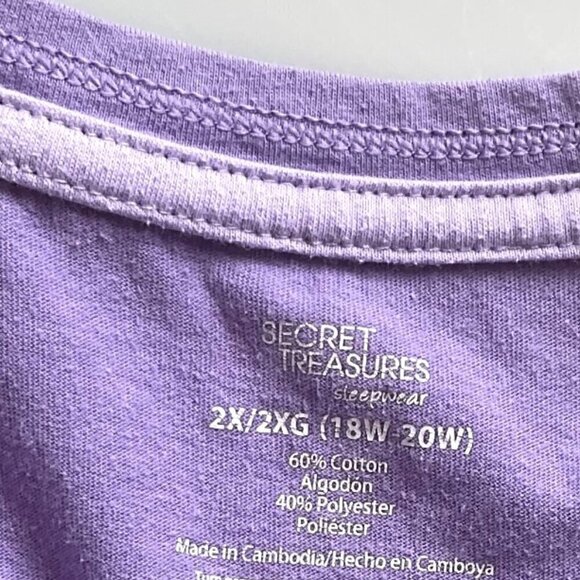 SECRET
TREASURES
sleepwear
2X/2XG (18W-20W)
60% Cotton
Algodón
40% Polyester
Poliéster
Made in Cambodia/Hecho en Camboya